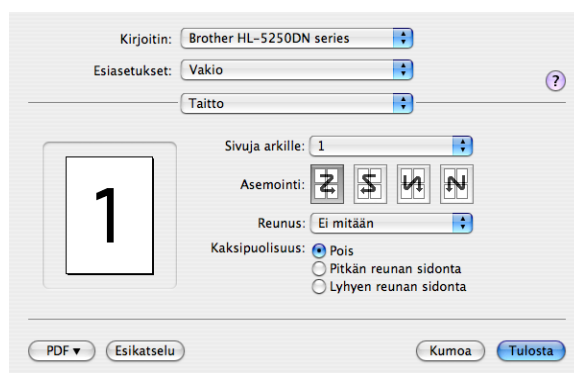 Kirjoitin: Brother HL-5250DN series
Esiasetukset: Vakio
?
Taitto
Sivuja arkille: 1
1
Asemointi:
Reunus: Ei mitään
Kaksipuolisuus: Pois
Pitkän reunan sidonta
Lyhyen reunan sidonta
PDF Esikatselu Kumoa Tulosta